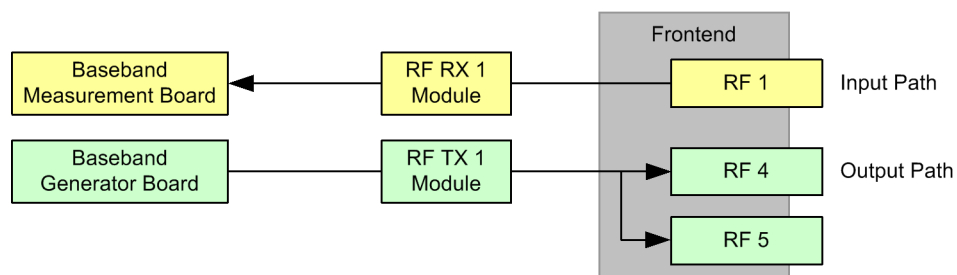 Frontend
Baseband
Measurement Board
RF RX 1
Module
RF 1
Input Path
Baseband
Generator Board
RF TX 1
Module
RF 4
Output Path
RF 5